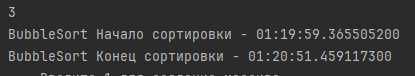 3
BubbleSort Начало сортировки - 01:19:59.365505200
BubbleSort Конец сортировки - 01:20:51.459117300